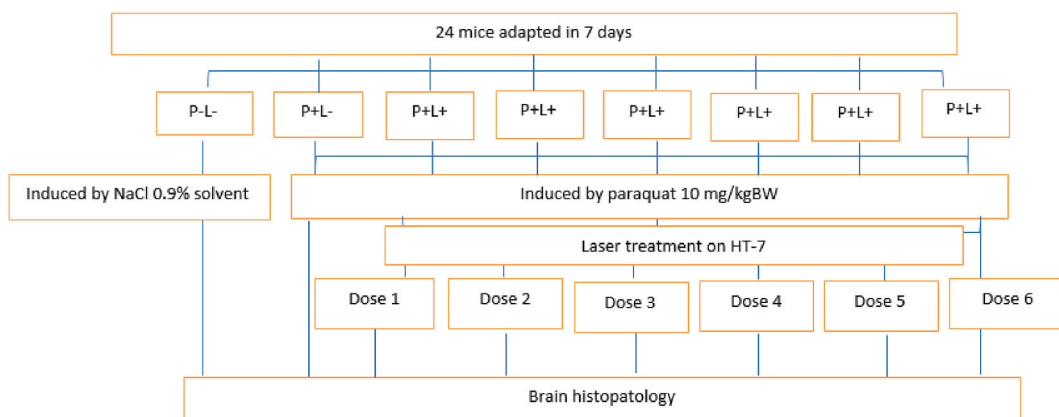 24 mice adapted in 7 days
P-L-
P+L-
P+L+
P+L+
P+L+
P+L+
P+L+
P+L+
Induced by NaCl 0.9% solvent
Induced by paraquat 10 mg/kgBW
Laser treatment on HT-7
Dose 1
Dose 2
Dose 3
Dose 4
Dose 5
Dose 6
Brain histopatology